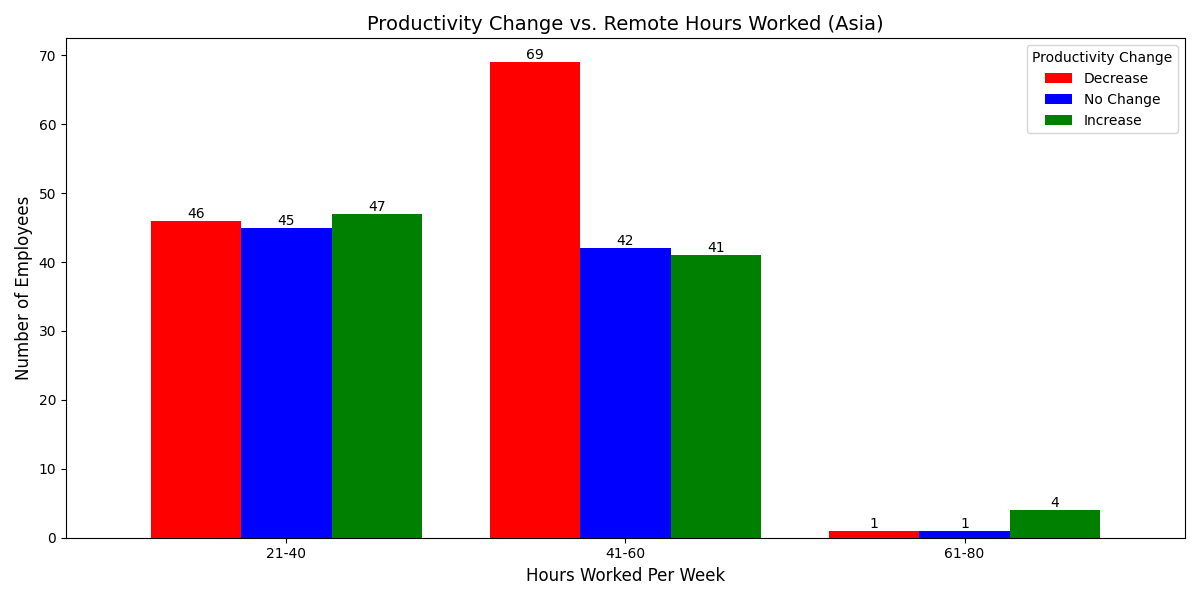 Productivity Change vs. Remote Hours Worked (Asia)
Productivity Change
Decrease
No Change
Increase
Number of Employees
70
60
50
40
30
20
10
0
46
45
47
69
42
41
1
1
4
21-40
41-60
61-80
Hours Worked Per Week